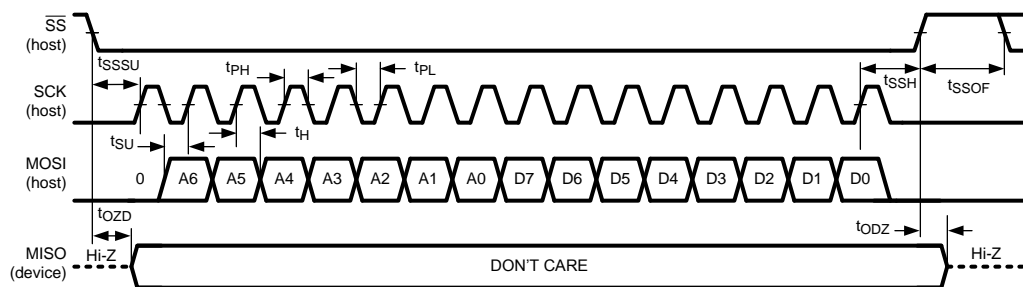 SS
(host)
tSSSU
tPH
tPL
tSSH
tSSOF
SCK
(host)
tSU
tH
MOSI
(host)
0 A6 A5 A4 A3 A2 A1 A0 D7 D6 D5 D4 D3 D2 D1 D0
tOZD
tODZ
MISO
(device)
Hi-Z
DON'T CARE
Hi-Z